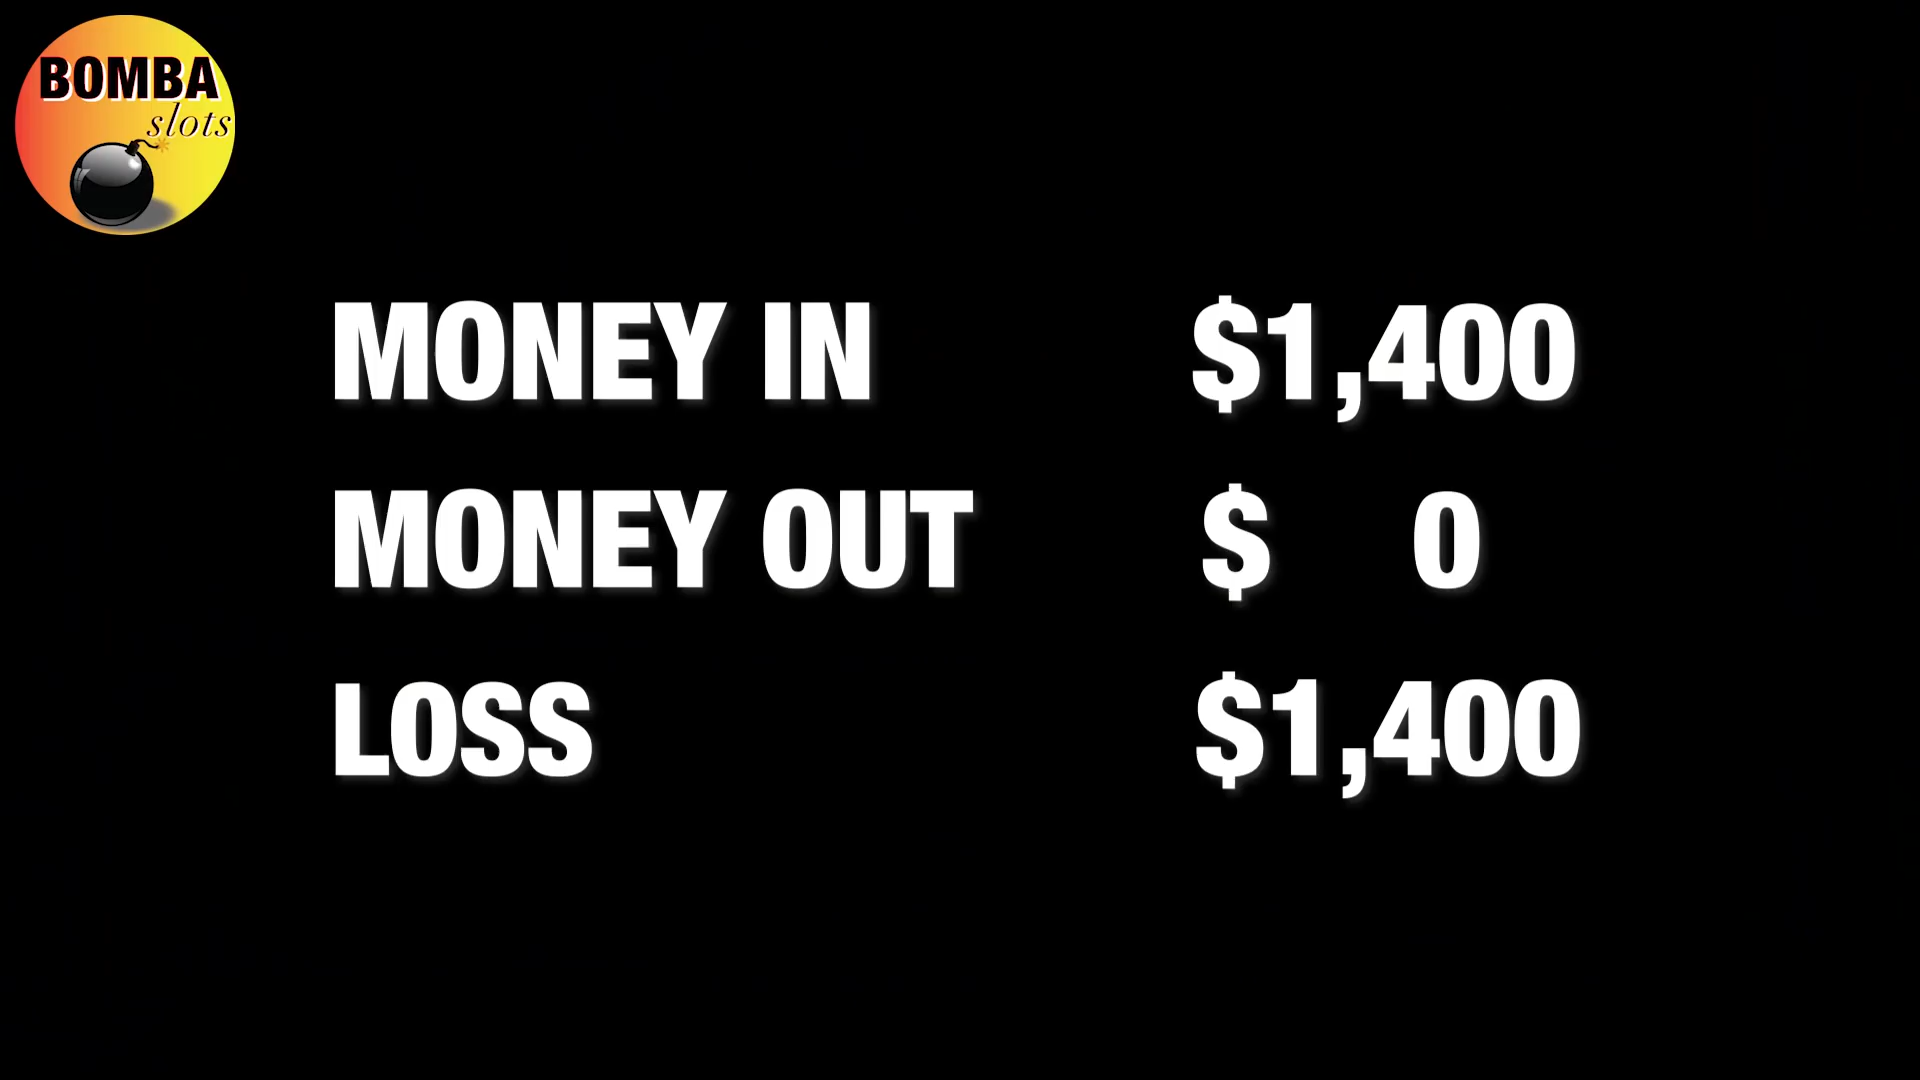 BOMBA
slots
MONEY IN $1,400
MONEY OUT $ 0
LOSS $1,400